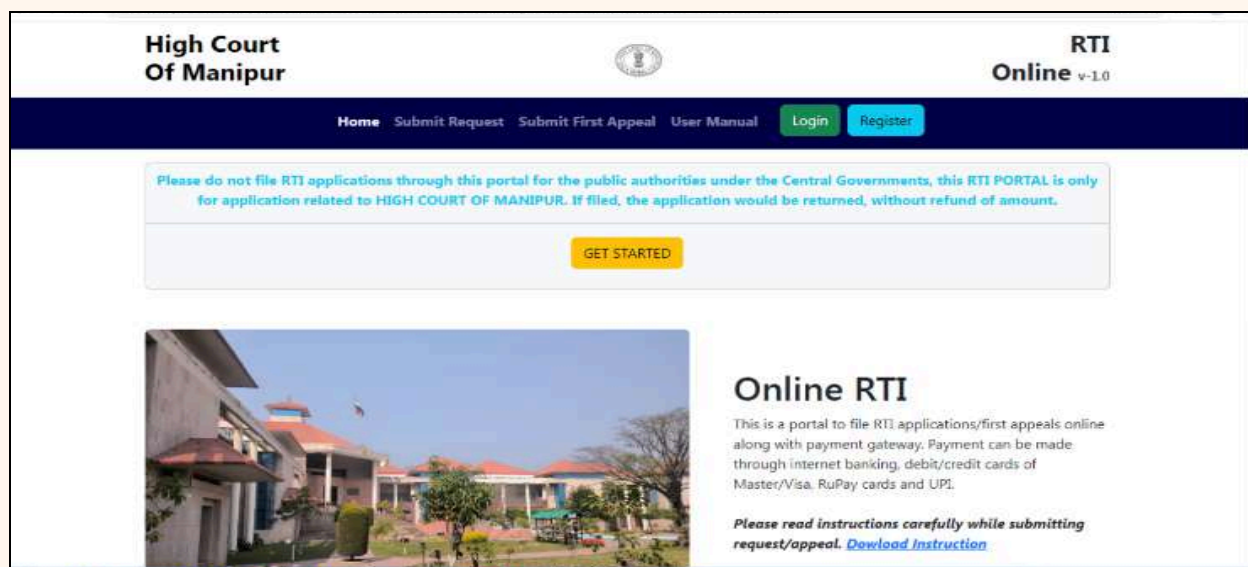 High Court
Of Manipur
RTI
Online v-1.0
Home Submit Request Submit First Appeal User Manual Login Register
Please do not file RTI applications through this portal for the public authorities under the Central Governments, this RTI PORTAL is only
for application related to HIGH COURT OF MANIPUR. If filed, the application would be returned, without refund of amount.
GET STARTED
Online RTI
This is a portal to file RTI applications/first appeals online
along with payment gateway. Payment can be made
through internet banking, debit/credit cards of
Master/Visa, RuPay cards and UPI.
Please read instructions carefully while submitting
request/appeal. Dowload Instruction